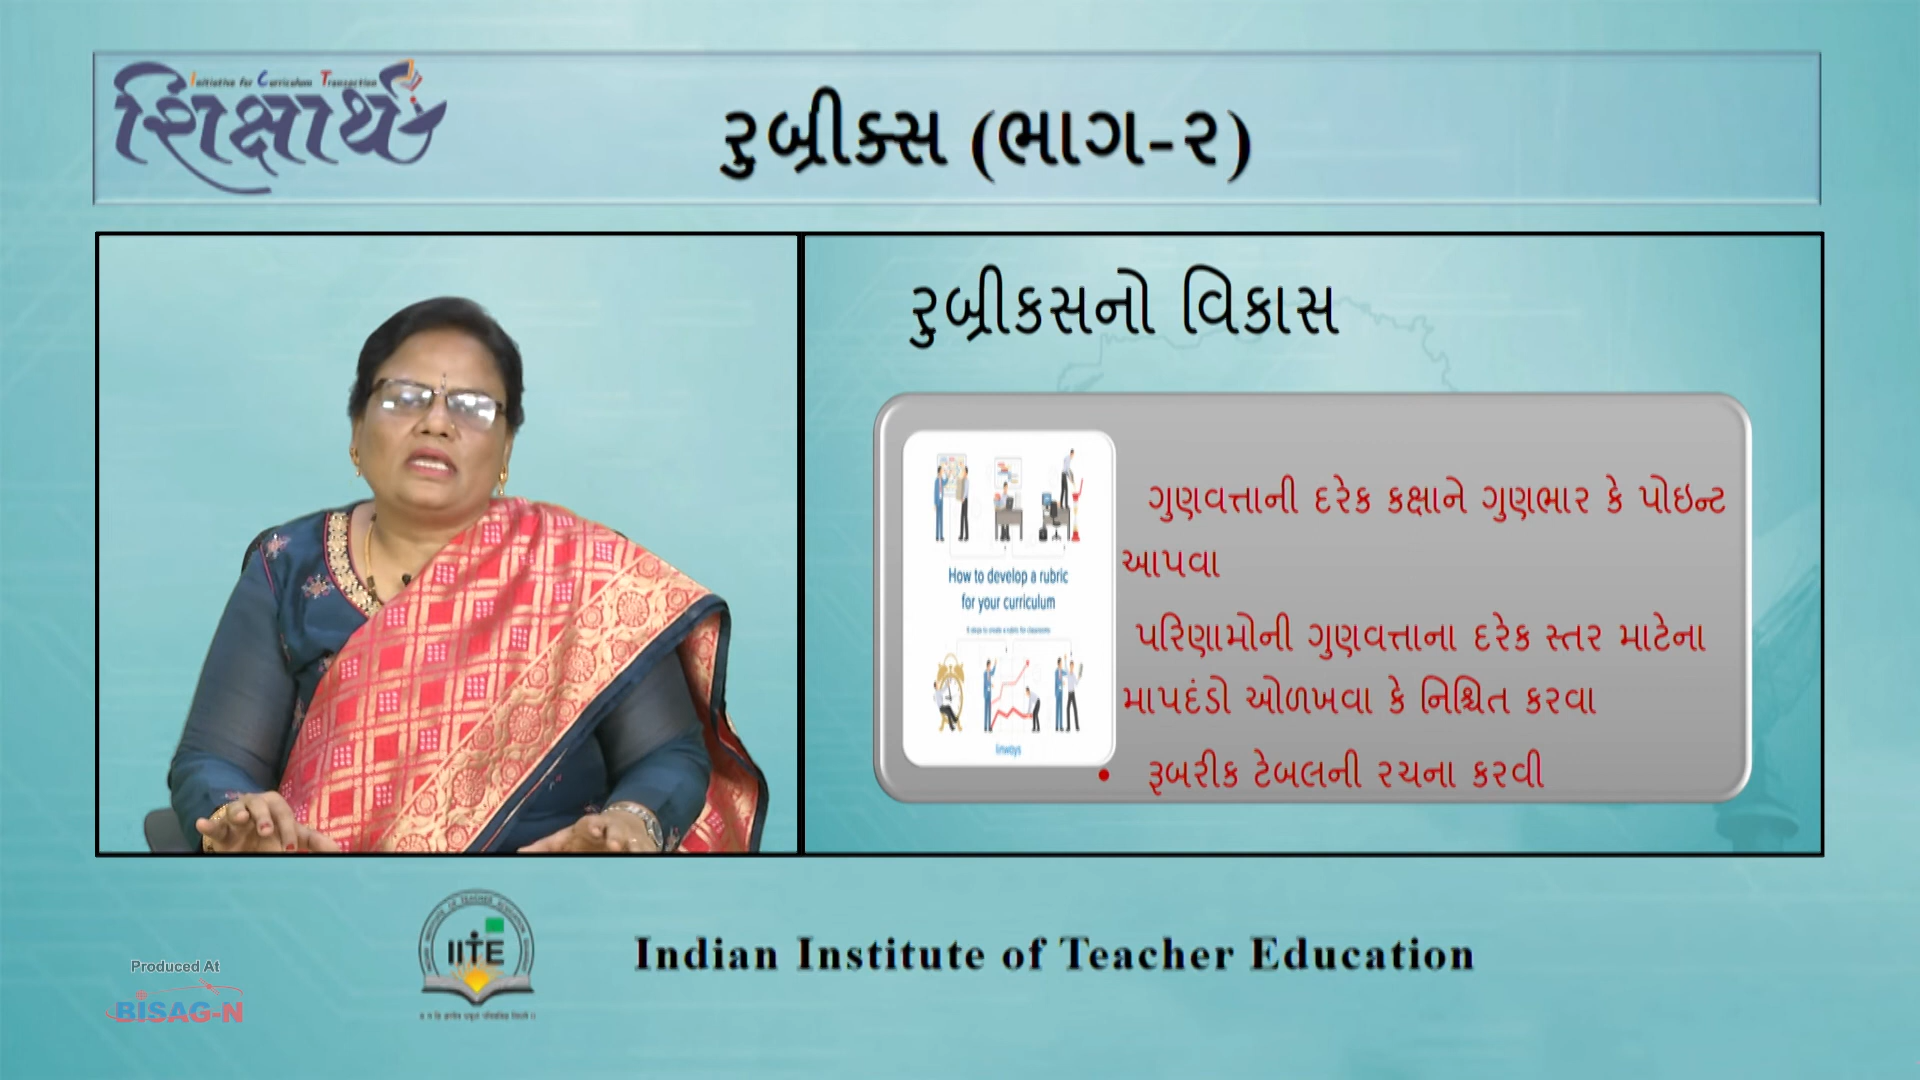 Initiative for Curriculum Transaction
રુબ્રીક્સ (ભાગ-૨)
રુબ્રીકસનો વિકાસ
ગુણવત્તાની દરેક કક્ષાને ગુણભાર કે પોઇન્ટ
આપવા
પરિણામોની ગુણવત્તાના દરેક સ્તર માટેના
માપદંડો ઓળખવા કે નિશ્ચિત કરવા
• રૂબરીક ટેબલની રચના કરવી
How to develop a rubric
for your curriculum
linways
Produced At
BISAG-N
IITE
Indian Institute of Teacher Education